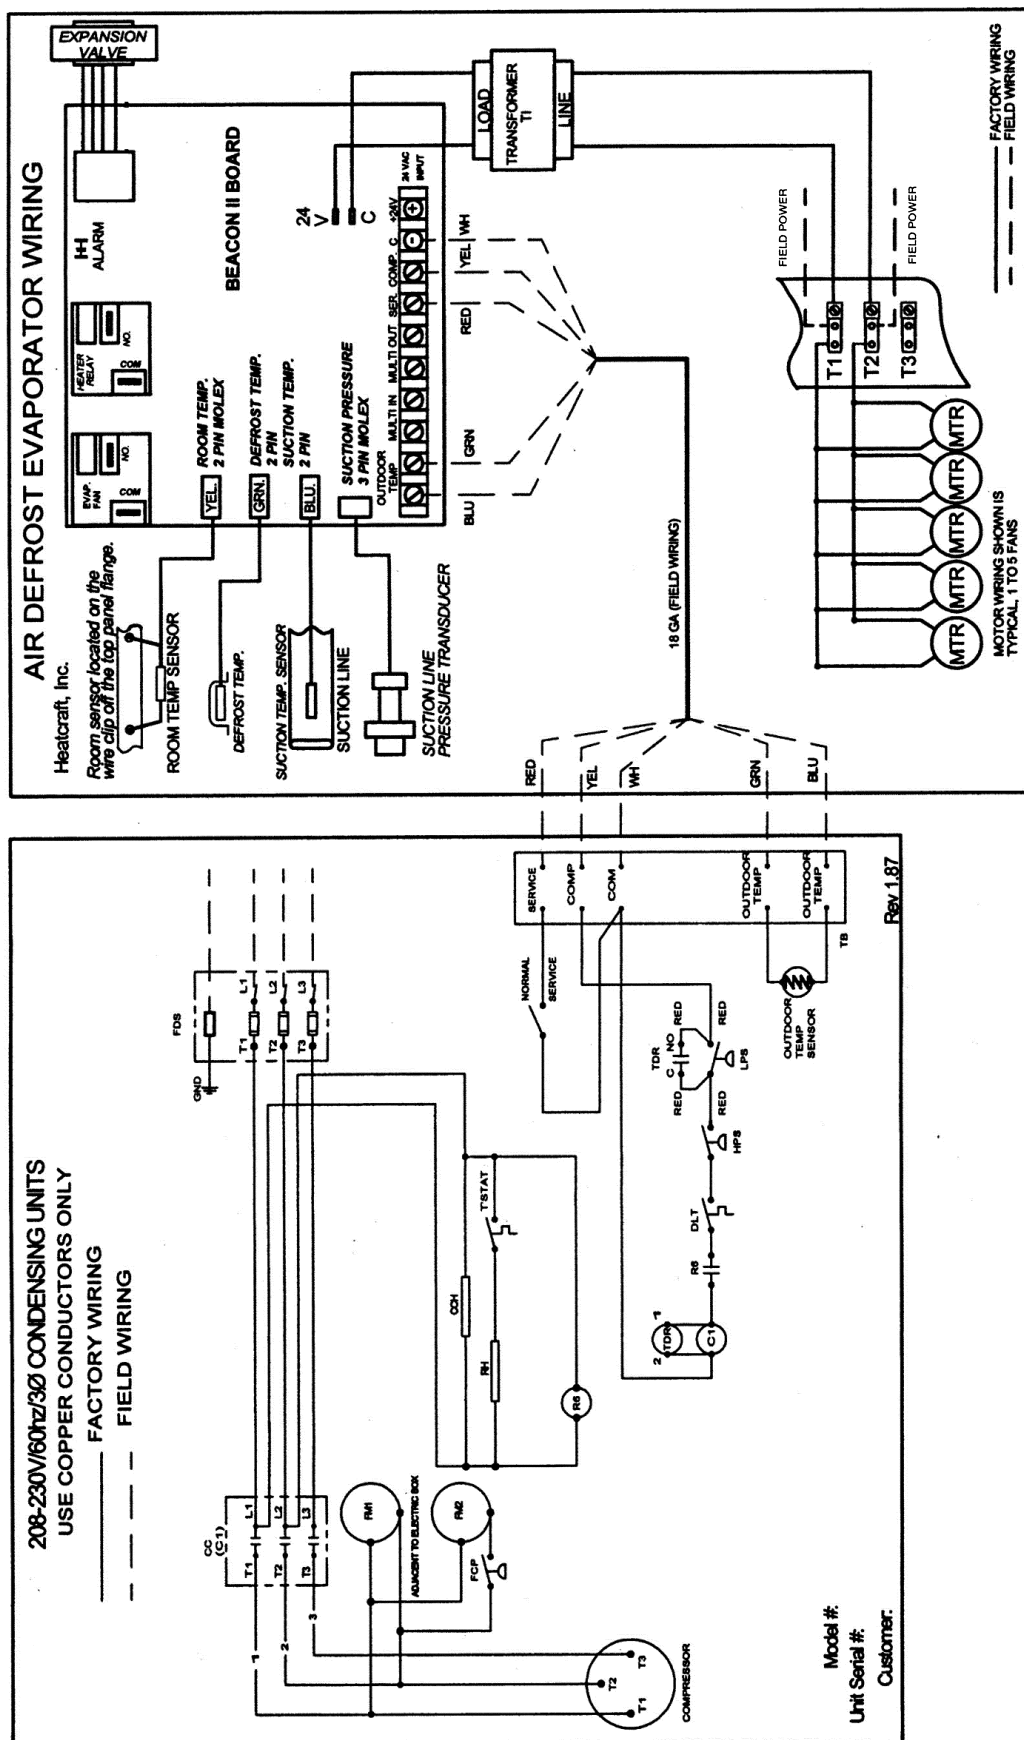 AIR DEFROST EVAPORATOR WIRING
Heatcraft, Inc.
Room sensor located on the
wire clip off the top panel flange.
ROOM TEMP SENSOR
DEFROST TEMP.
SUCTION TEMP. SENSOR
SUCTION LINE
SUCTION LINE
PRESSURE TRANSDUCER
EXPANSION
VALVE
ALARM
HEATER
RELAY
NO.
COM
EVAP.
FAN
NO.
COM
BEACON II BOARD
YEL.
ROOM TEMP.
2 PIN MOLEX
GRN.
DEFROST TEMP.
2 PIN
BLU.
SUCTION TEMP.
2 PIN
SUCTION PRESSURE
3 PIN MOLEX
24
V
C
OUTDOOR
TEMP
MULTI IN
MULTI OUT
SER.
COMP.
C
+24V
24 VAC
INPUT
BLU
GRN
RED
YEL
WH
LOAD
TRANSFORMER
TI
LINE
18 GA (FIELD WIRING)
FIELD POWER
FIELD POWER
T1
T2
T3
MTR
MTR
MTR
MTR
MTR
MOTOR WIRING SHOWN IS
TYPICAL, 1 TO 5 FANS
FACTORY WIRING
FIELD WIRING
RED
YEL
WH
GRN
BLU
208-230V/60hz/3Ø CONDENSING UNITS
USE COPPER CONDUCTORS ONLY
FACTORY WIRING
FIELD WIRING
FDS
GND
L1
L2
L3
T1
T2
T3
CC
(C1)
L1
L2
L3
T1
T2
T3
1
2
3
FM1
ADJACENT TO ELECTRIC BOX
FM2
FCP
COMPRESSOR
T1
T2
T3
CCH
RH
T'STAT
R6
SERVICE
COMP
COM
OUTDOOR
TEMP
OUTDOOR
TEMP
TB
NORMAL
SERVICE
TDR
C
NO
RED
RED
RED
RED
LPS
HPS
DLT
R6
2
TDR
1
C1
OUTDOOR
TEMP
SENSOR
Model #:
Unit Serial #:
Customer:
Rev 1.87